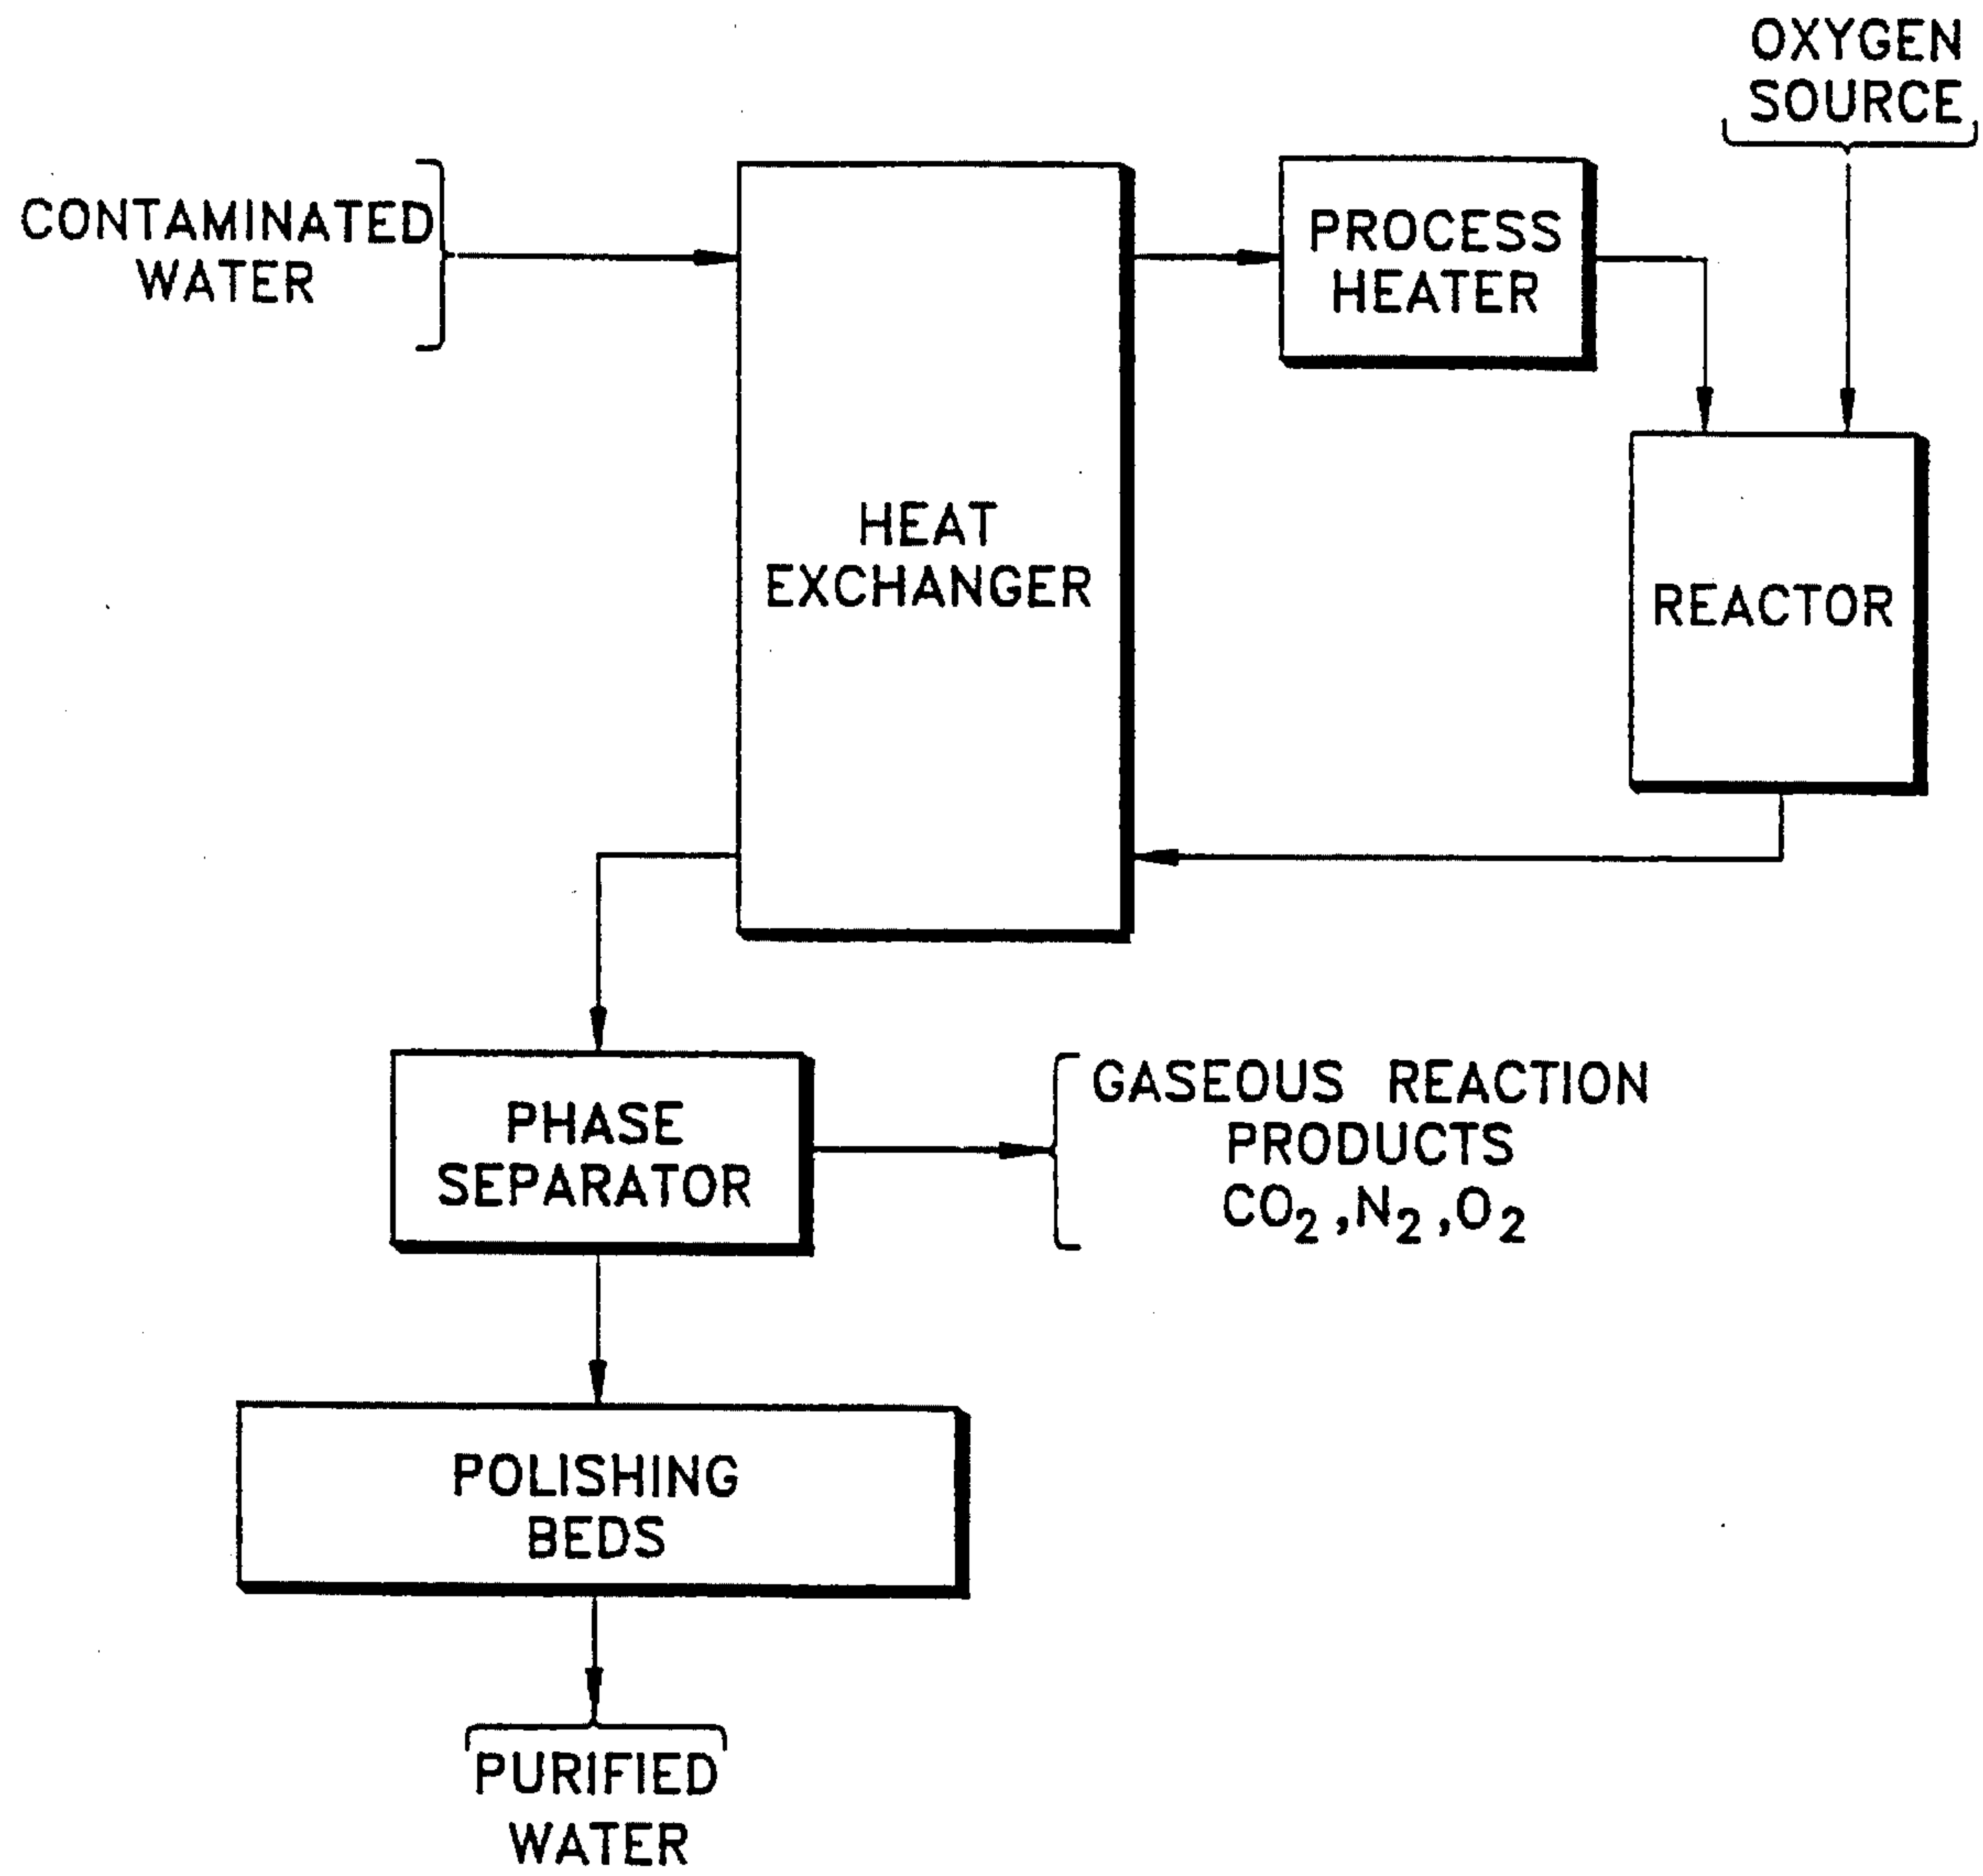 OXYGEN
SOURCE
CONTAMINATED
WATER
PROCESS
HEATER
HEAT
EXCHANGER
REACTOR
PHASE
SEPARATOR
GASEOUS REACTION
PRODUCTS
CO₂,N₂,O₂
POLISHING
BEDS
PURIFIED
WATER